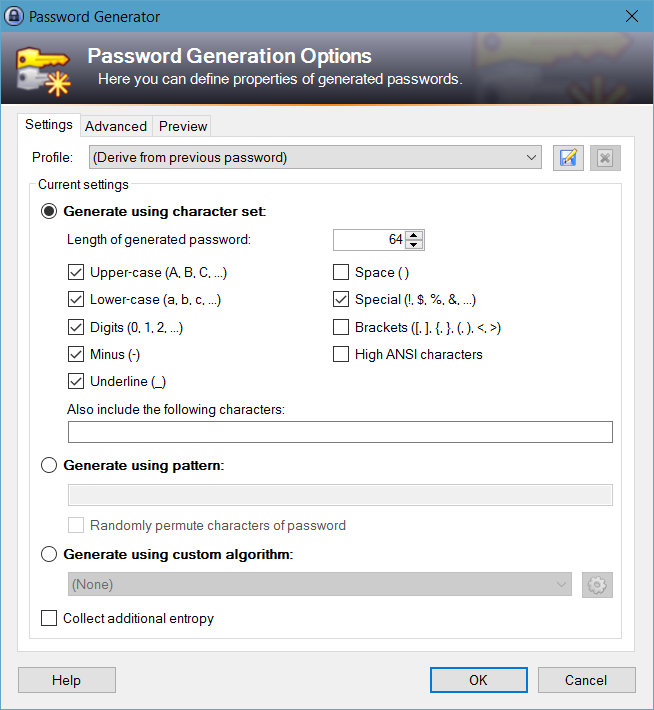 Password Generator
Password Generation Options
Here you can define properties of generated passwords.
Settings Advanced Preview
Profile: (Derive from previous password)
Current settings
Generate using character set:
Length of generated password: 64
Upper-case (A, B, C, ...) Space ( )
Lower-case (a, b, c, ...) Special (!, $, %, &, ...)
Digits (0, 1, 2, ...) Brackets ([, ], {, }, (, ), <, >)
Minus (-) High ANSI characters
Underline (_)
Also include the following characters:
Generate using pattern:
Randomly permute characters of password
Generate using custom algorithm:
(None)
Collect additional entropy
Help OK Cancel